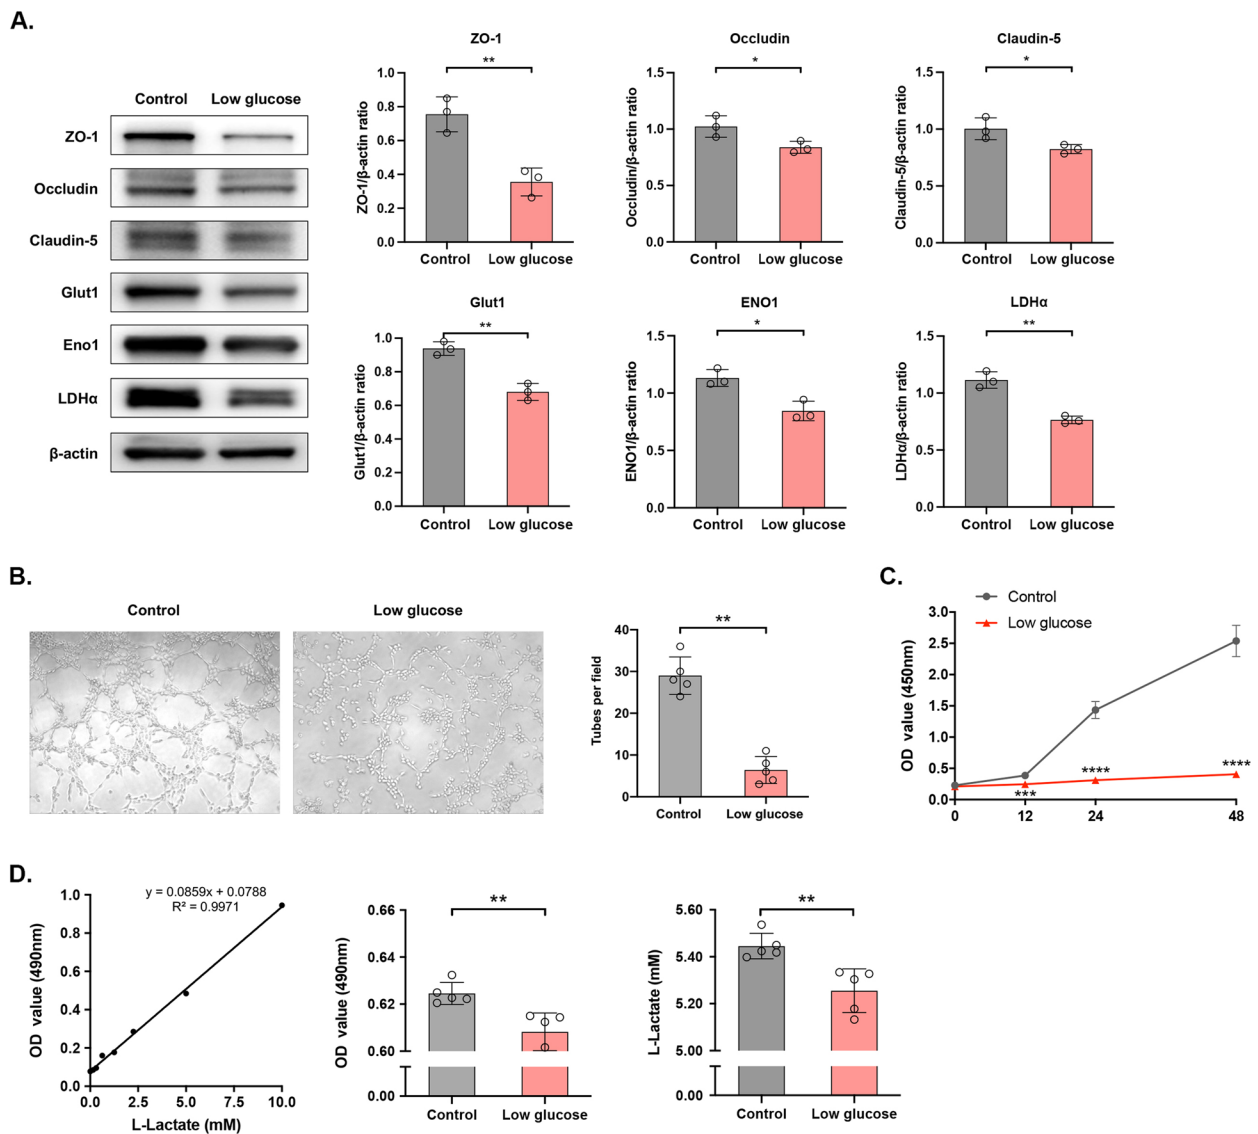 A.
Control Low glucose
ZO-1
Occludin
Claudin-5
Glut1
Eno1
LDHα
β-actin
ZO-1
**
ZO-1/β-actin ratio
1.0
0.8
0.6
0.4
0.2
0.0
Control Low glucose
Occludin
*
Occludin/β-actin ratio
1.5
1.0
0.5
0.0
Control Low glucose
Claudin-5
*
Claudin-5/β-actin ratio
1.5
1.0
0.5
0.0
Control Low glucose
Glut1
**
Glut1/β-actin ratio
1.0
0.8
0.6
0.4
0.2
0.0
Control Low glucose
ENO1
*
ENO1/β-actin ratio
1.5
1.0
0.5
0.0
Control Low glucose
LDHα
**
LDHα/β-actin ratio
1.5
1.0
0.5
0.0
Control Low glucose
B.
Control Low glucose
**
Tubes per field
40
30
20
10
0
Control Low glucose
C.
Control
Low glucose
OD value (450nm)
3.0
2.5
2.0
1.5
1.0
0.5
0.0
*** **** ****
0 12 24 48
D.
y = 0.0859x + 0.0788
R² = 0.9971
OD value (490nm)
1.0
0.8
0.6
0.4
0.2
0.0
0.0 2.5 5.0 7.5 10.0
L-Lactate (mM)
**
OD value (490nm)
0.66
0.64
0.62
0.60
0.00
Control Low glucose
**
L-Lactate (mM)
5.60
5.40
5.20
5.00
0.00
Control Low glucose